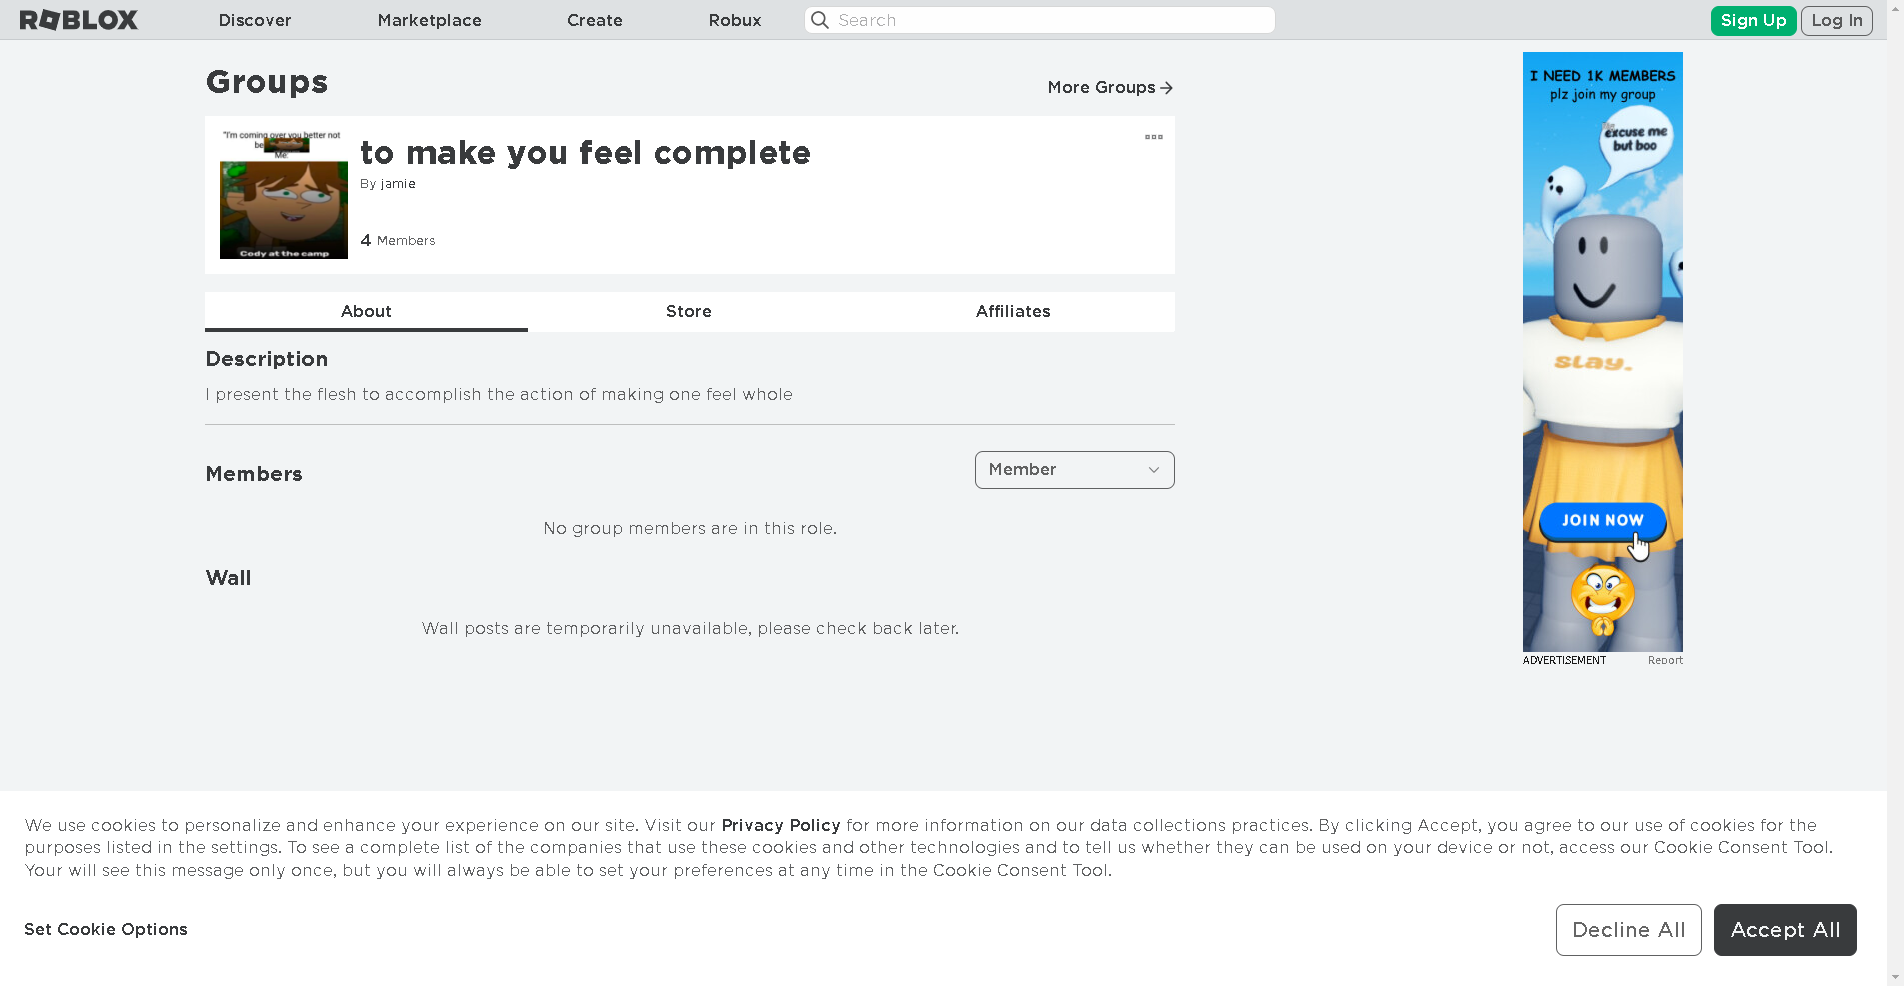 ROBLOX
Discover
Marketplace
Create
Robux
Search
Sign Up
Log In
Groups
More Groups
"I'm coming over you better not
be
Me:
Cody at the camp
to make you feel complete
By jamie
4 Members
About
Store
Affiliates
Description
I present the flesh to accomplish the action of making one feel whole
Members
Member
No group members are in this role.
Wall
Wall posts are temporarily unavailable, please check back later.
I NEED 1K MEMBERS
plz join my group
excuse me
but boo
slay.
JOIN NOW
ADVERTISEMENT
Report
We use cookies to personalize and enhance your experience on our site. Visit our Privacy Policy for more information on our data collections practices. By clicking Accept, you agree to our use of cookies for the
purposes listed in the settings. To see a complete list of the companies that use these cookies and other technologies and to tell us whether they can be used on your device or not, access our Cookie Consent Tool.
Your will see this message only once, but you will always be able to set your preferences at any time in the Cookie Consent Tool.
Set Cookie Options
Decline All
Accept All